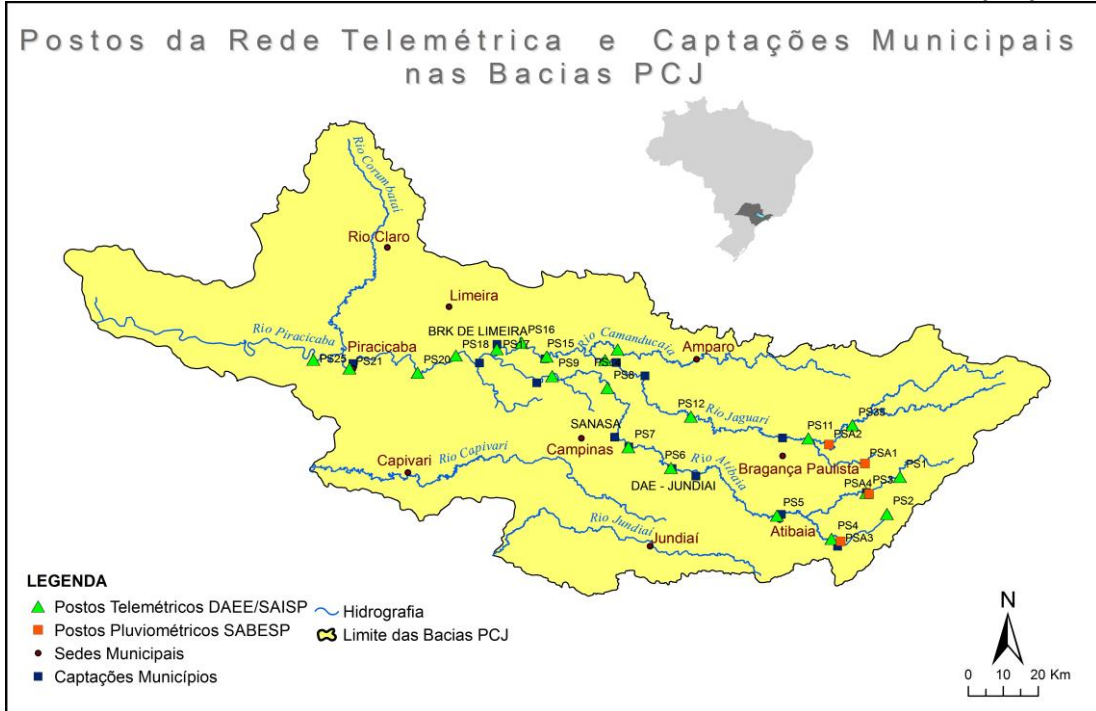 Postos da Rede Telemétrica e Captações Municipais
nas Bacias PCJ
Rio Corumbataí
Rio Claro
Limeira
BRK DE LIMEIRA
PS16
PS18
PS17
PS15
Rio Camanducaia
Amparo
Rio Piracicaba
Piracicaba
PS25
PS21
PS20
PS9
PS8
PS12
Rio Jaguari
PS11
PS38
PSA2
SANASA
PS7
Campinas
Rio Atibaia
PS6
Bragança Paulista
PSA1
PS1
DAE - JUNDIAI
PSA4
PS3
PS2
Capivari
Rio Capivari
PS5
Atibaia
PS4
PSA3
Rio Jundiaí
Jundiaí
LEGENDA
Postos Telemétricos DAEE/SAISP
Hidrografia
Postos Pluviométricos SABESP
Limite das Bacias PCJ
Sedes Municipais
Captações Municípios
N
0 10 20 Km